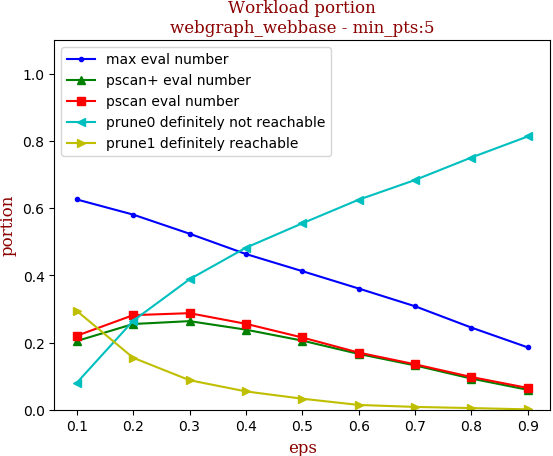 Workload portion
webgraph_webbase - min_pts:5
max eval number
pscan+ eval number
pscan eval number
prune0 definitely not reachable
prune1 definitely reachable
portion
1.0
0.8
0.6
0.4
0.2
0.0
0.1 0.2 0.3 0.4 0.5 0.6 0.7 0.8 0.9
eps